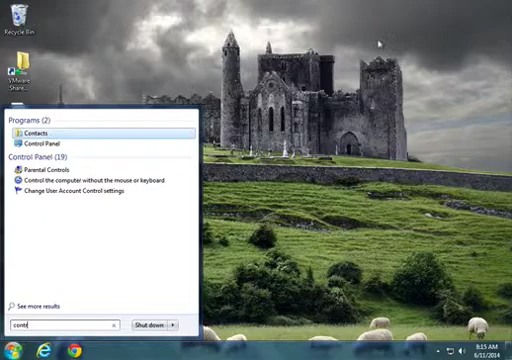 Recycle Bin
VMware
Share...
Programs (2)
Contacts
Control Panel
Control Panel (19)
Parental Controls
Control the computer without the mouse or keyboard
Change User Account Control settings
See more results
contr
Shut down
8:15 AM
6/11/2014